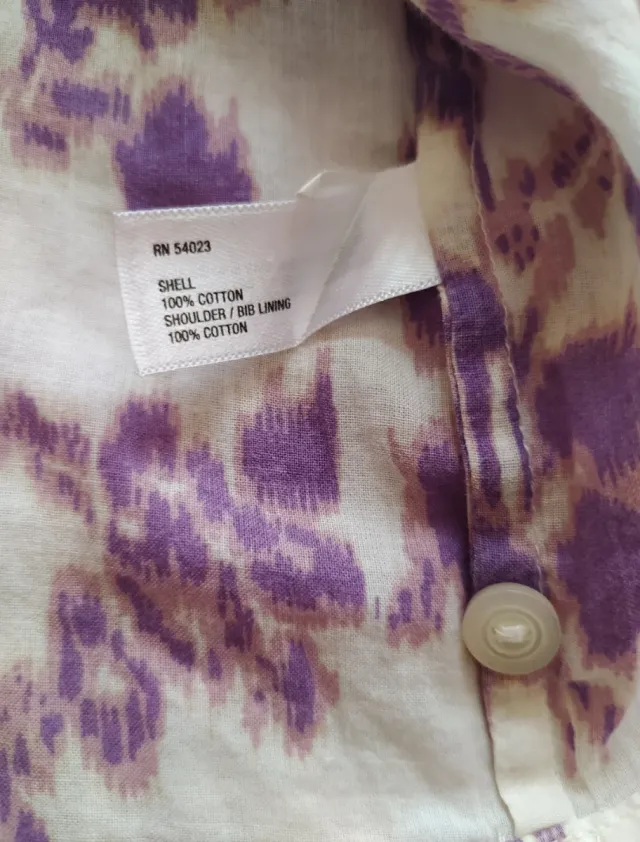 RN 54023
SHELL
100% COTTON
SHOULDER / BIB LINING
100% COTTON